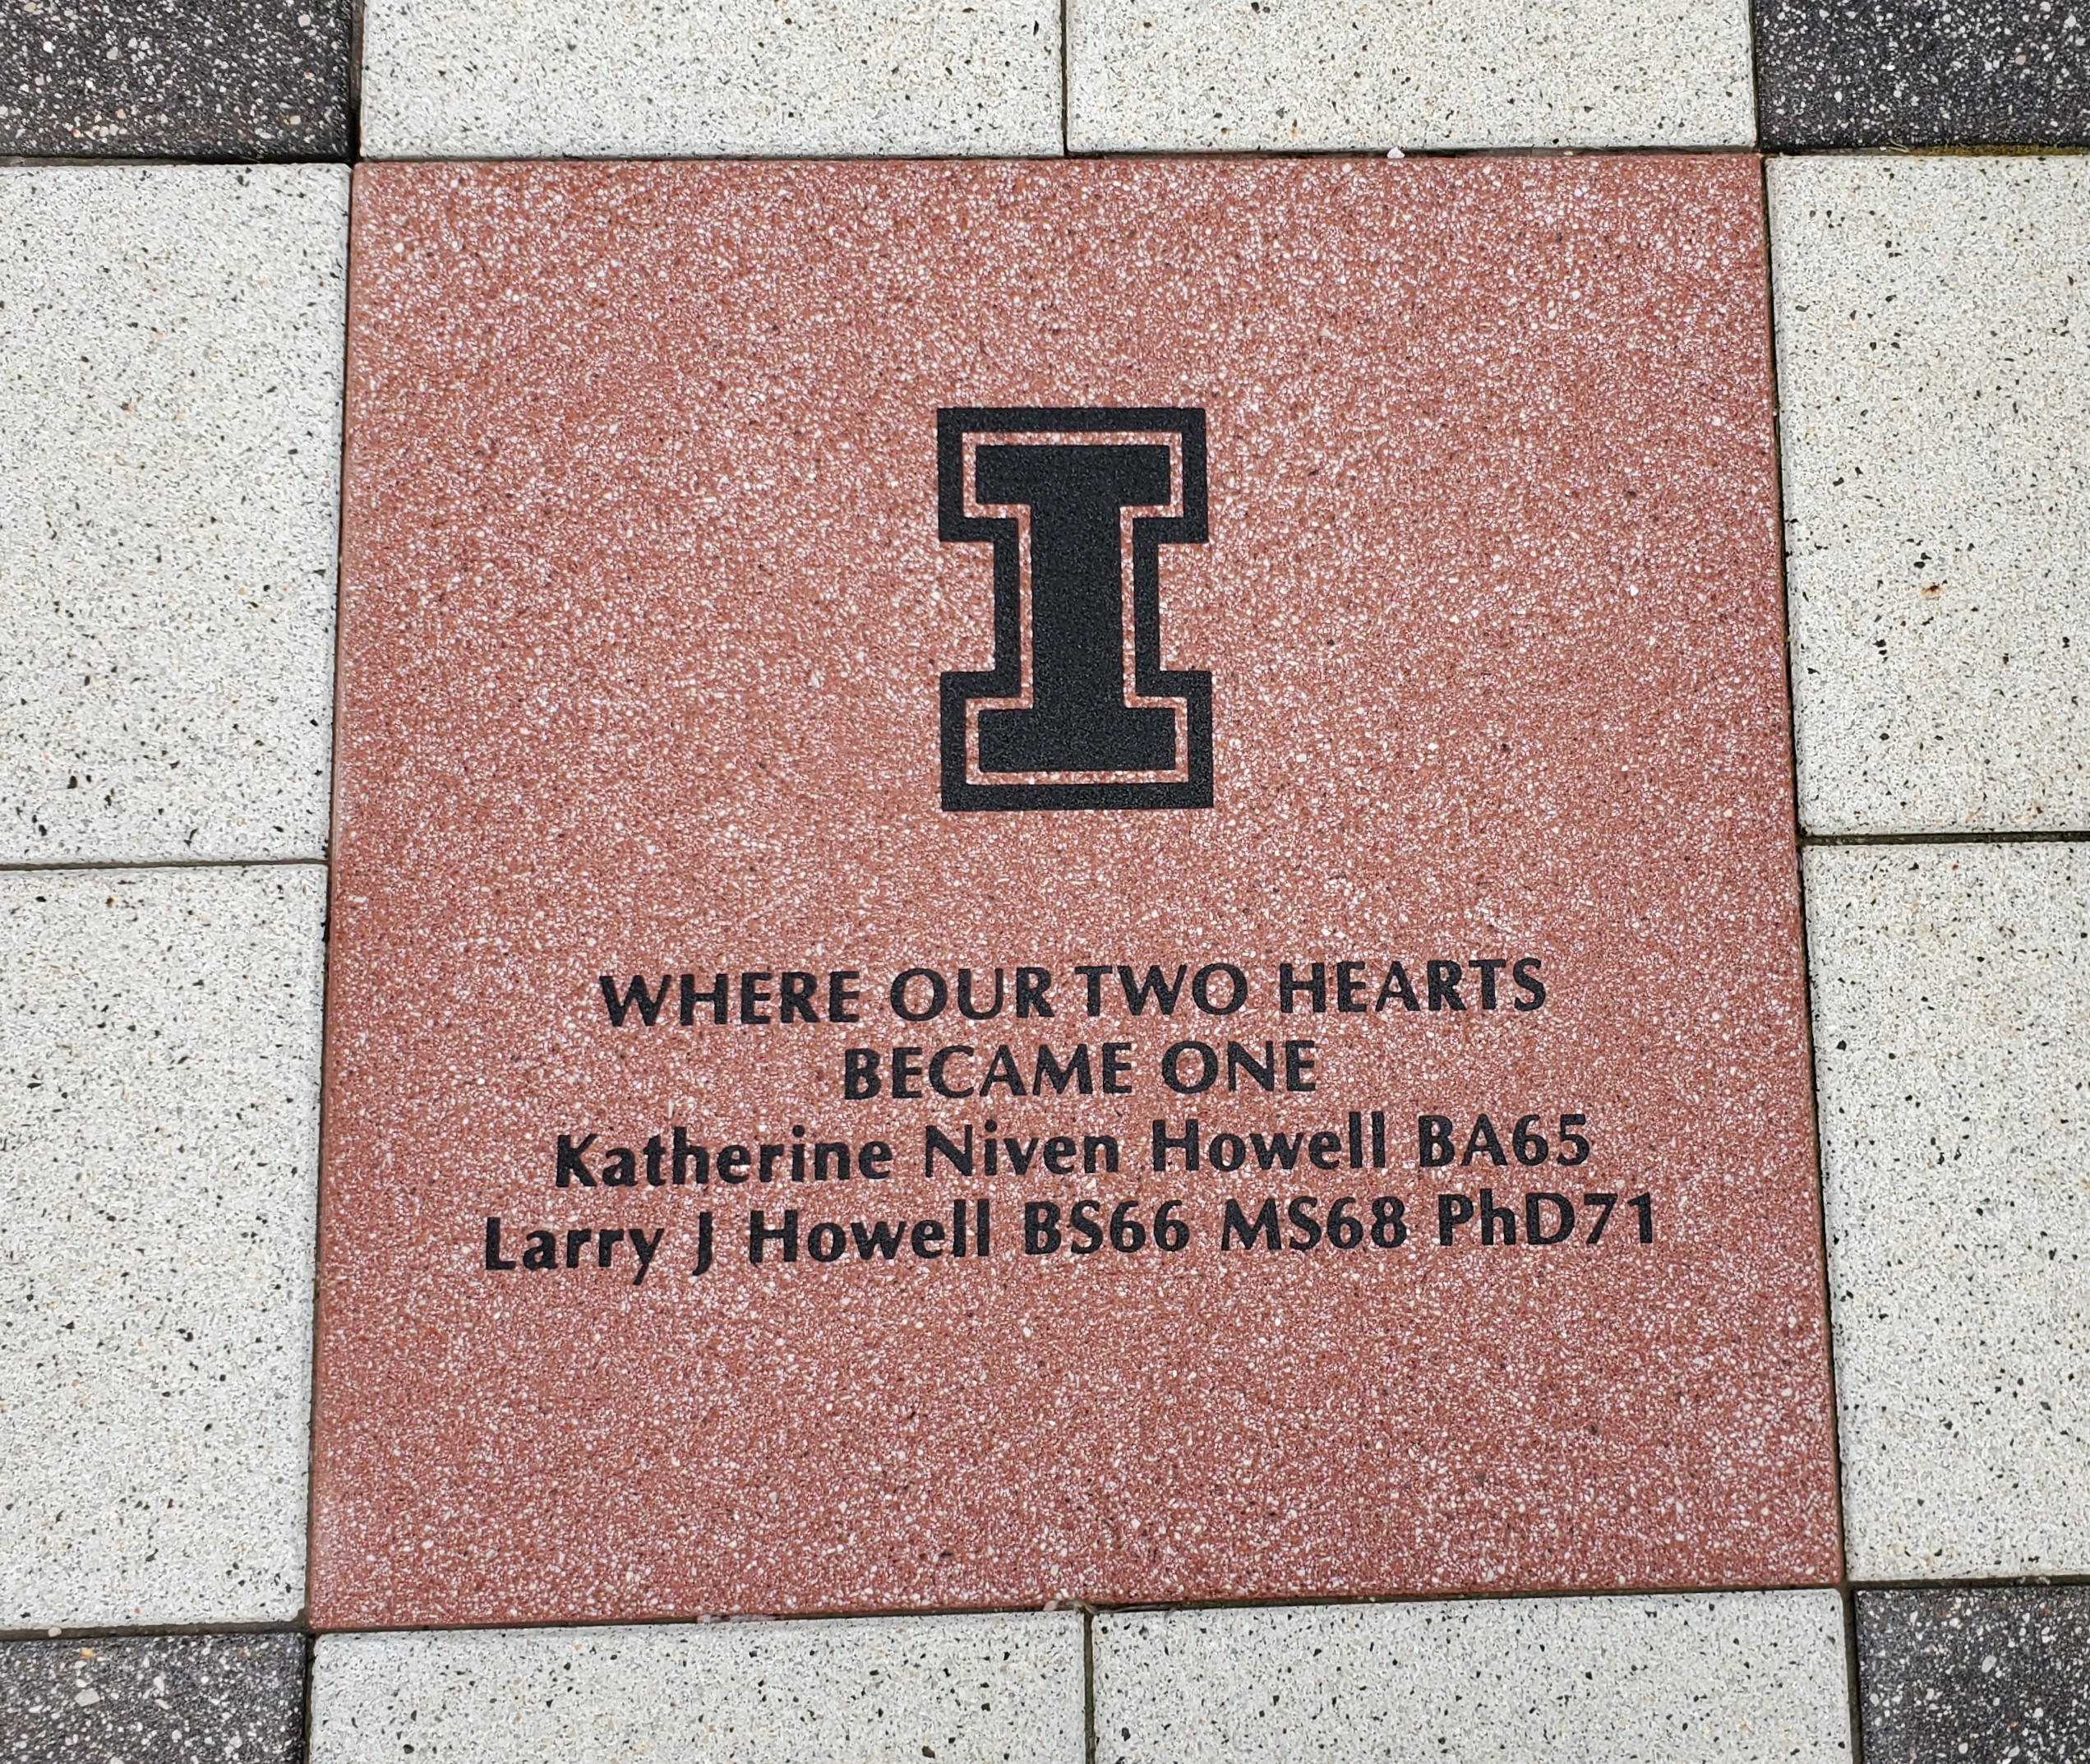 I
WHERE OUR TWO HEARTS
BECAME ONE
Katherine Niven Howell BA65
Larry J Howell BS66 MS68 PhD71